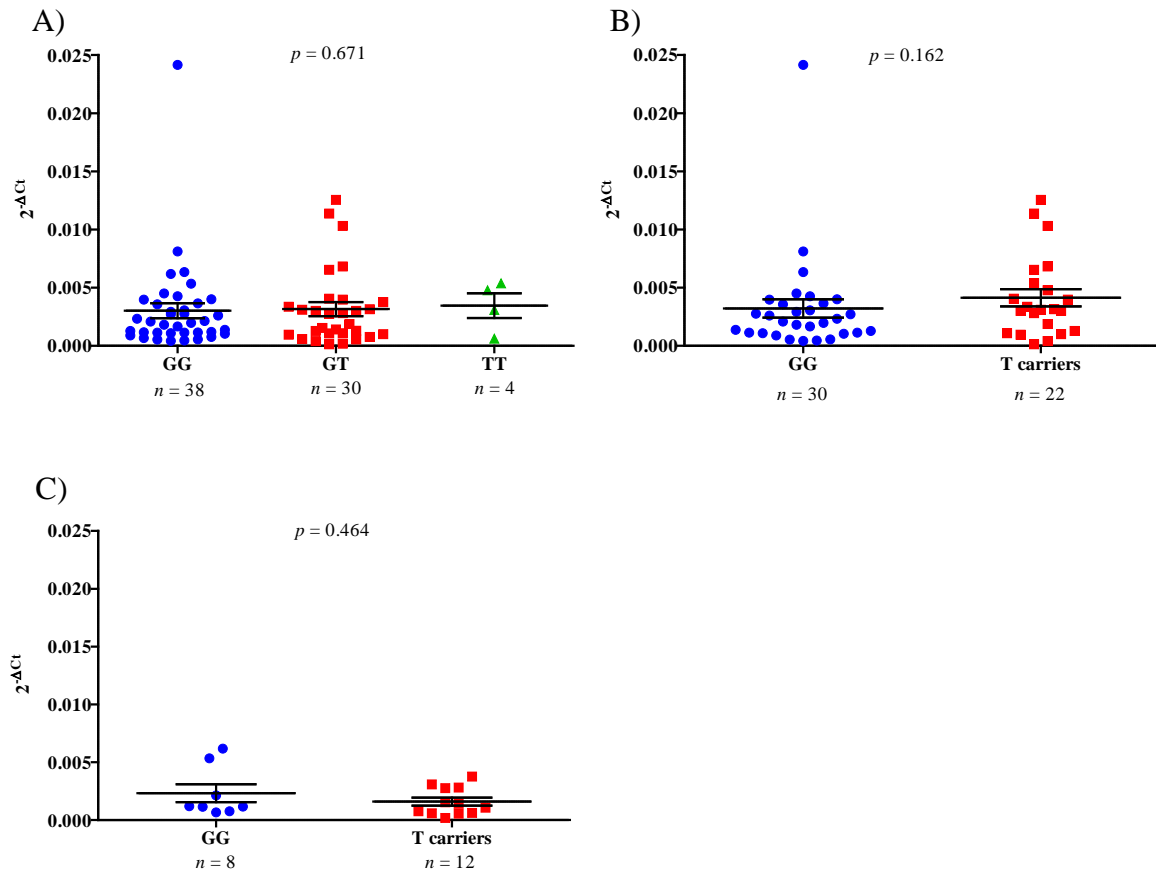 A)
p = 0.671
0.025
0.020
0.015
0.010
0.005
0.000
2^-ΔCt
GG
GT
TT
n = 38
n = 30
n = 4
B)
p = 0.162
0.025
0.020
0.015
0.010
0.005
0.000
2^-ΔCt
GG
T carriers
n = 30
n = 22
C)
p = 0.464
0.025
0.020
0.015
0.010
0.005
0.000
2^-ΔCt
GG
T carriers
n = 8
n = 12